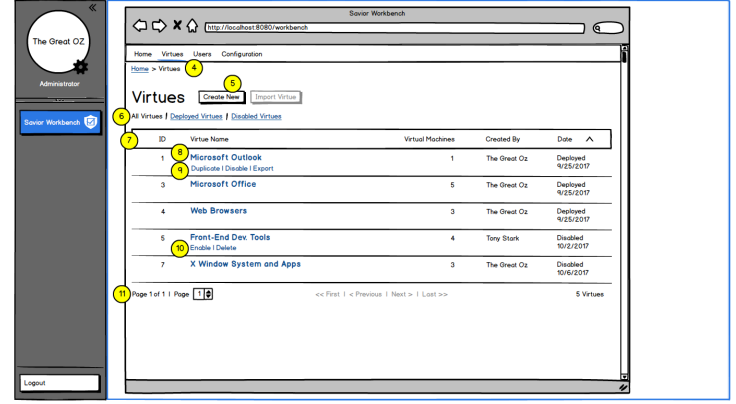 The Great OZ
Administrator
Savior Workbench
Logout
Savior Workbench
http://localhost:8080/workbench
Home Virtues Users Configuration
Home > Virtues 4
5
Virtues Create New Import Virtue
6 All Virtues | Deployed Virtues | Disabled Virtues
7 ID Virtue Name Virtual Machines Created By Date
1 8 Microsoft Outlook 1 The Great Oz Deployed
9 Duplicate | Disable | Export 9/25/2017
3 Microsoft Office 5 The Great Oz Deployed
9/25/2017
4 Web Browsers 3 The Great Oz Deployed
9/25/2017
5 Front-End Dev. Tools 4 Tony Stark Disabled
10 Enable | Delete 10/2/2017
7 X Window System and Apps 3 The Great Oz Disabled
10/6/2017
11 Page 1 of 1 | Page 1 << First | < Previous | Next > | Last >> 5 Virtues